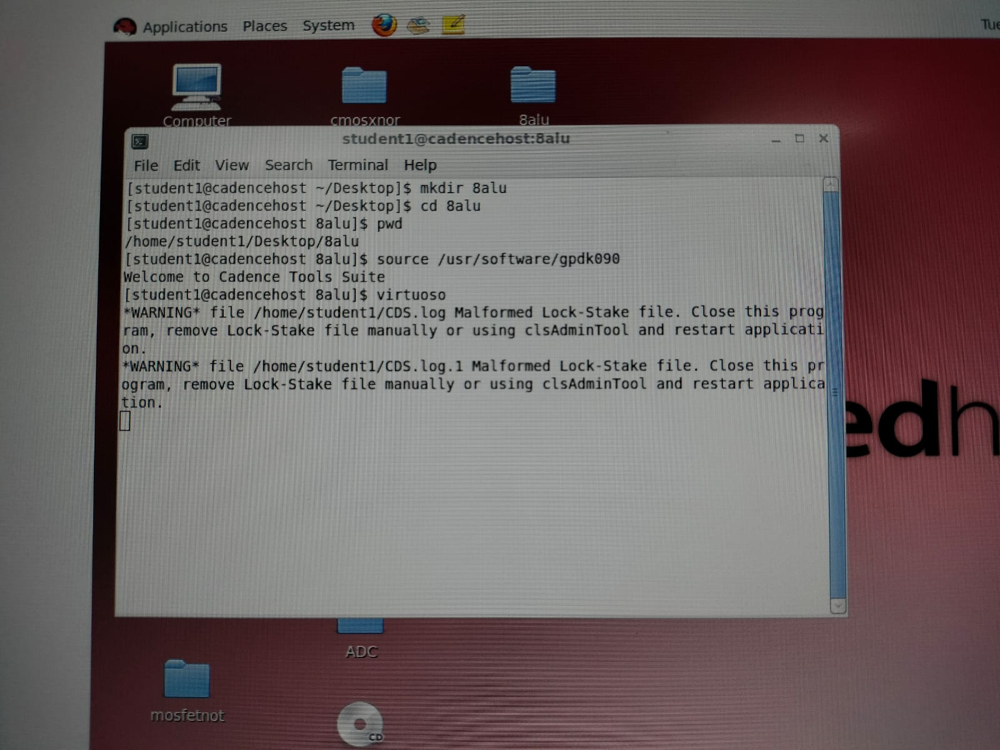 Applications Places System Tue
Computer cmosxnor 8alu
student1@cadencehost:8alu
File Edit View Search Terminal Help
[student1@cadencehost ~/Desktop]$ mkdir 8alu
[student1@cadencehost ~/Desktop]$ cd 8alu
[student1@cadencehost 8alu]$ pwd
/home/student1/Desktop/8alu
[student1@cadencehost 8alu]$ source /usr/software/gpdk090
Welcome to Cadence Tools Suite
[student1@cadencehost 8alu]$ virtuoso
*WARNING* file /home/student1/CDS.log Malformed Lock-Stake file. Close this prog
ram, remove Lock-Stake file manually or using clsAdminTool and restart applicati
on.
*WARNING* file /home/student1/CDS.log.1 Malformed Lock-Stake file. Close this pr
ogram, remove Lock-Stake file manually or using clsAdminTool and restart applica
tion.
edh
ADC
mosfetnot
CD